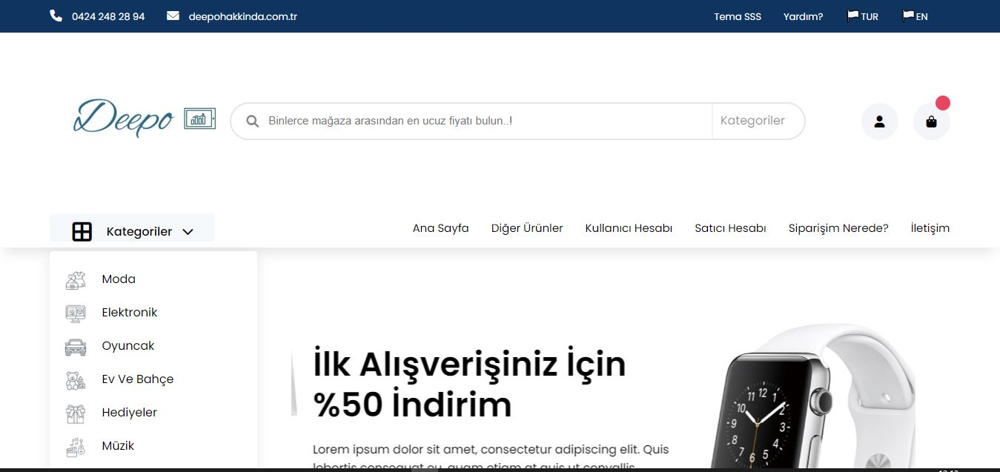 0424 248 28 94 deepohakkinda.com.tr Tema SSS Yardım? TUR EN
Deepo
Binlerce mağaza arasından en ucuz fiyatı bulun..! Kategoriler
Kategoriler Ana Sayfa Diğer Ürünler Kullanıcı Hesabı Satıcı Hesabı Siparişim Nerede? İletişim
Moda
Elektronik
Oyuncak
Ev Ve Bahçe
Hediyeler
Müzik
İlk Alışverişiniz İçin
%50 İndirim
Lorem ipsum dolor sit amet, consectetur adipiscing elit. Quis
lobortis consequat eu, quam etiam at quis ut convallis
11 12 1
10 2
9 3
8 4
7 6 5